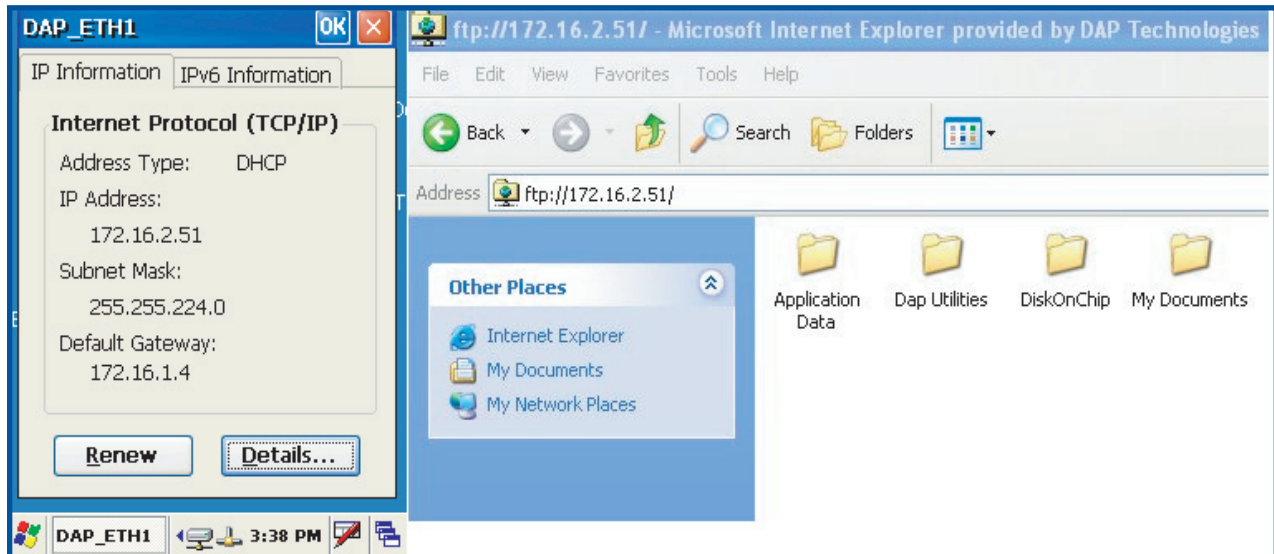 DAP_ETH1
OK
IP Information
IPv6 Information
Internet Protocol (TCP/IP)
Address Type: DHCP
IP Address:
172.16.2.51
Subnet Mask:
255.255.224.0
Default Gateway:
172.16.1.4
Renew
Details...
DAP_ETH1
3:38 PM
ftp://172.16.2.51/ - Microsoft Internet Explorer provided by DAP Technologies
File Edit View Favorites Tools Help
Back
Search
Folders
Address ftp://172.16.2.51/
Other Places
Internet Explorer
My Documents
My Network Places
Application
Data
Dap Utilities
DiskOnChip
My Documents